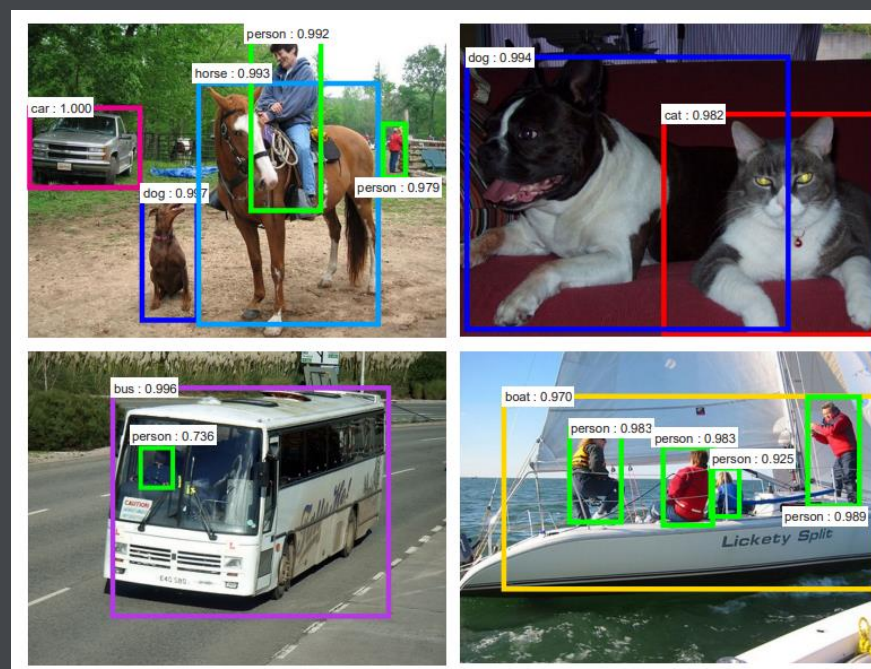 person : 0.992
horse : 0.993
car : 1.000
dog : 0.997
person : 0.979
dog : 0.994
cat : 0.982
bus : 0.996
person : 0.736
CAUTION
boat : 0.970
person : 0.983
person : 0.983
person : 0.925
person : 0.989
Lickety Split